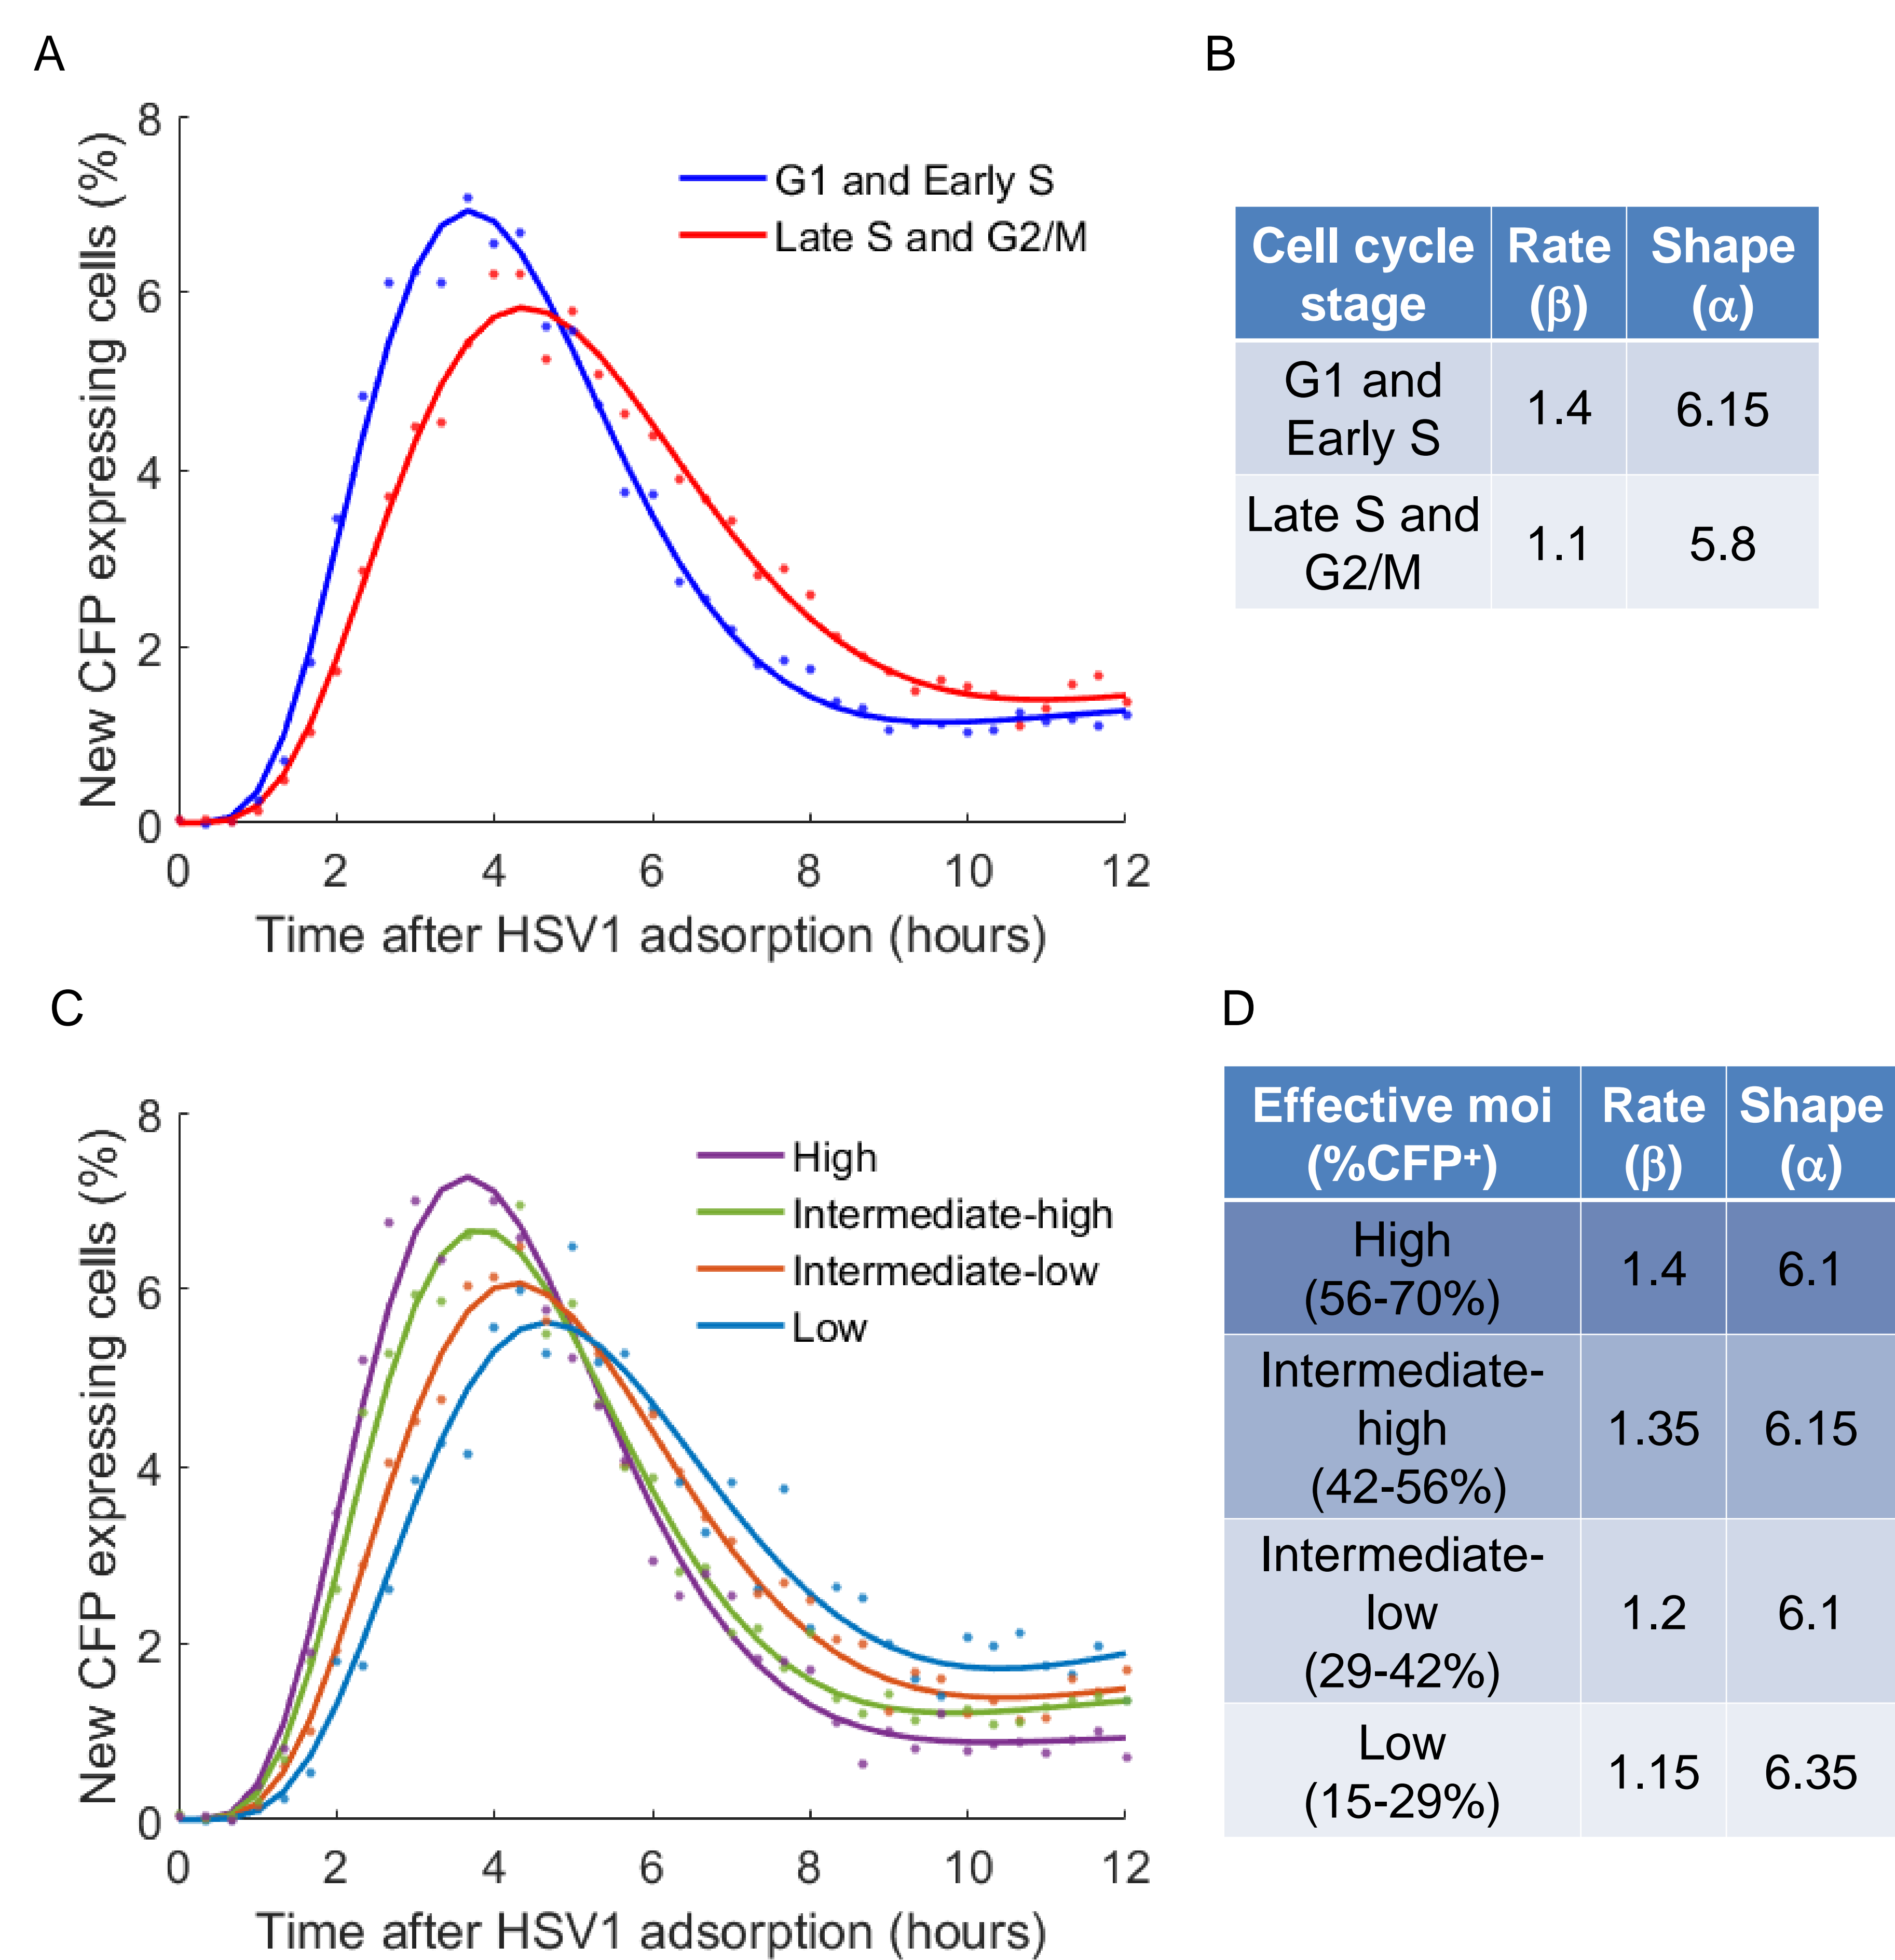 A
New CFP expressing cells (%)
8
6
4
2
0
0 2 4 6 8 10 12
Time after HSV1 adsorption (hours)
G1 and Early S
Late S and G2/M
B
Cell cycle stage Rate (β) Shape (α)
G1 and Early S 1.4 6.15
Late S and G2/M 1.1 5.8
C
New CFP expressing cells (%)
8
6
4
2
0
0 2 4 6 8 10 12
Time after HSV1 adsorption (hours)
High
Intermediate-high
Intermediate-low
Low
D
Effective moi (%CFP⁺) Rate (β) Shape (α)
High (56-70%) 1.4 6.1
Intermediate-high (42-56%) 1.35 6.15
Intermediate-low (29-42%) 1.2 6.1
Low (15-29%) 1.15 6.35